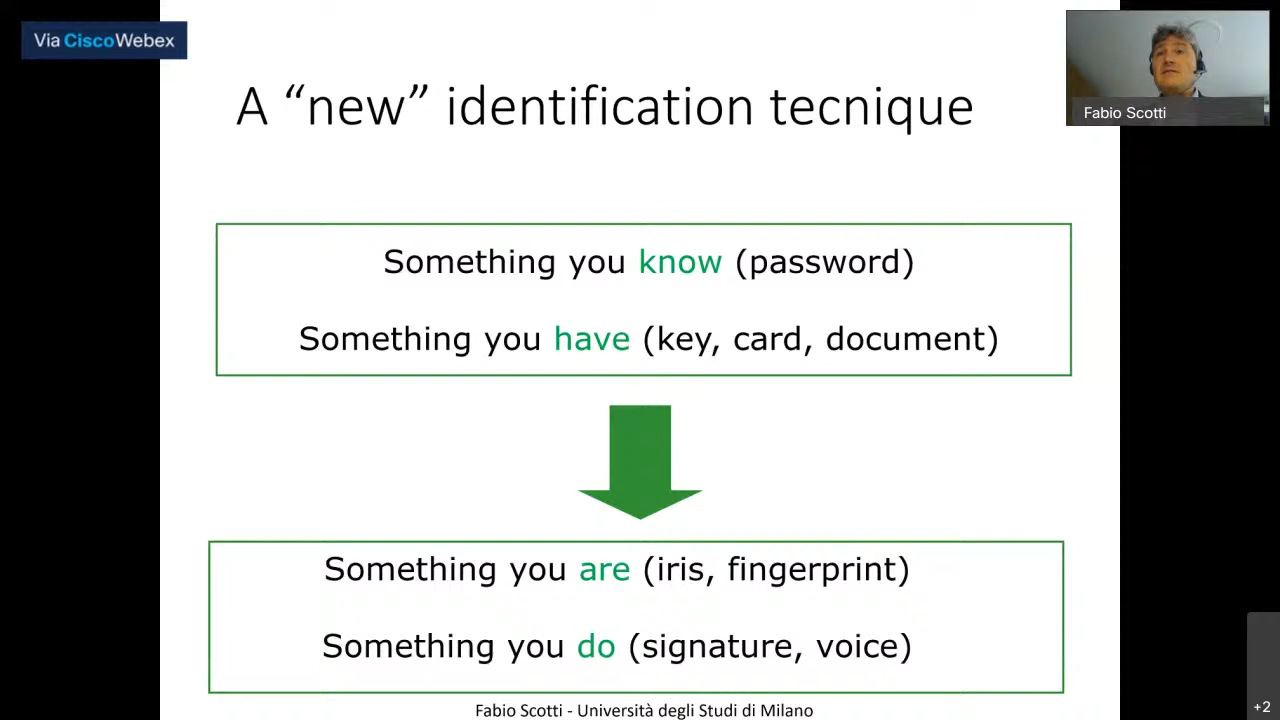 Via CiscoWebex
Fabio Scotti
A “new” identification tecnique
Something you know (password)
Something you have (key, card, document)
Something you are (iris, fingerprint)
Something you do (signature, voice)
Fabio Scotti - Università degli Studi di Milano
+2